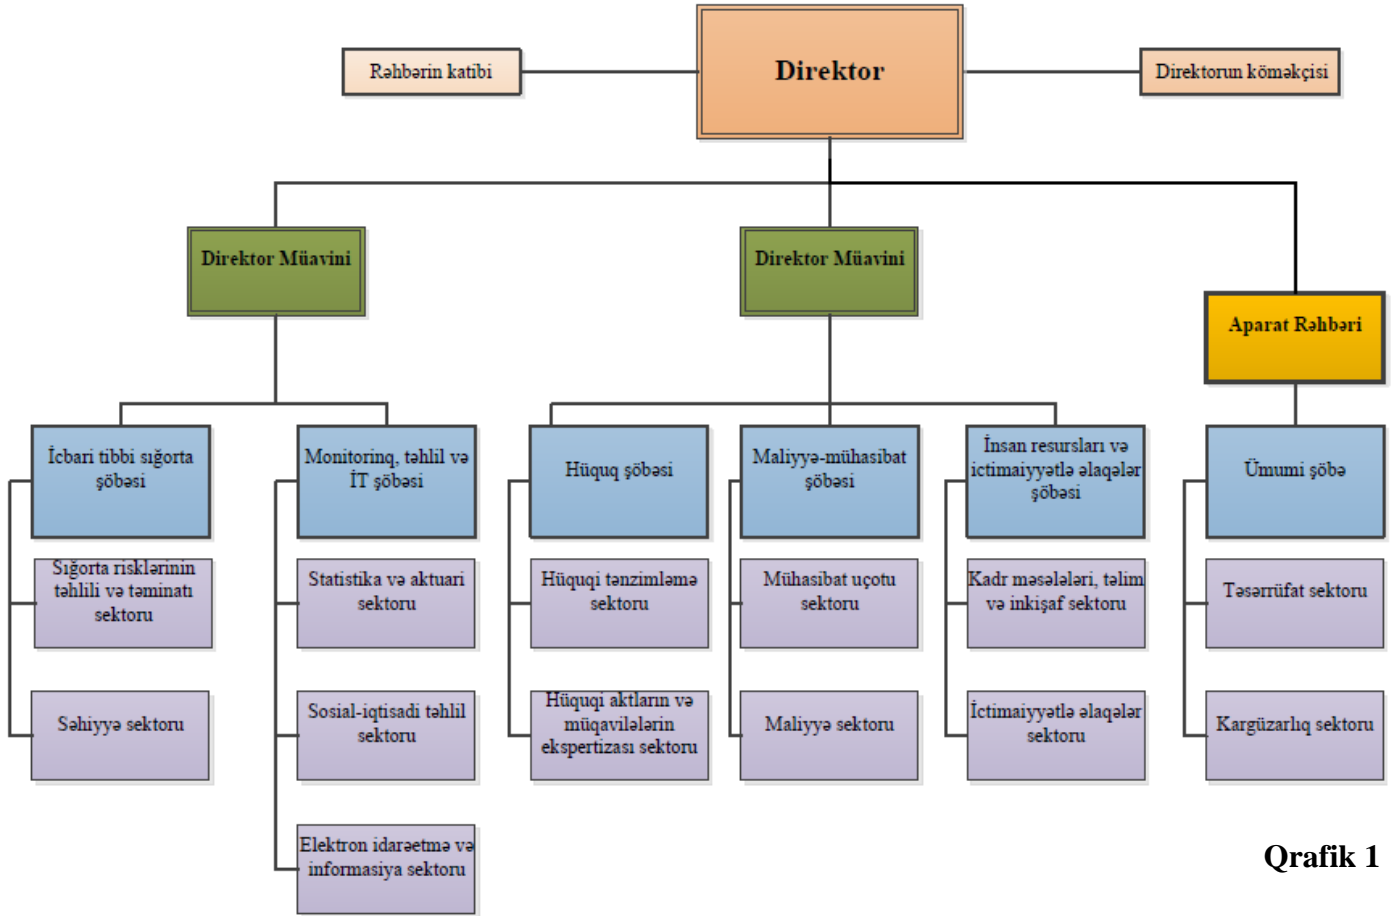 Rəhbərin katibi
Direktor
Direktorun köməkçisi
Direktor Müavini
Direktor Müavini
Aparat Rəhbəri
İcbari tibbi sığorta
şöbəsi
Monitorinq, təhlil və
İT şöbəsi
Hüquq şöbəsi
Maliyyə-mühasibat
şöbəsi
İnsan resursları və
ictimaiyyətlə əlaqələr
şöbəsi
Ümumi şöbə
Sığorta risklərinin
təhlili və təminatı
sektoru
Statistika və aktuari
sektoru
Hüquqi tənzimləmə
sektoru
Mühasibat uçotu
sektoru
Kadr məsələləri, təlim
və inkişaf sektoru
Təsərrüfat sektoru
Səhiyyə sektoru
Sosial-iqtisadi təhlil
sektoru
Hüquqi aktların və
müqavilələrin
ekspertizası sektoru
Maliyyə sektoru
İctimaiyyətlə əlaqələr
sektoru
Kargüzarlıq sektoru
Elektron idarəetmə və
informasiya sektoru
Qrafik 1